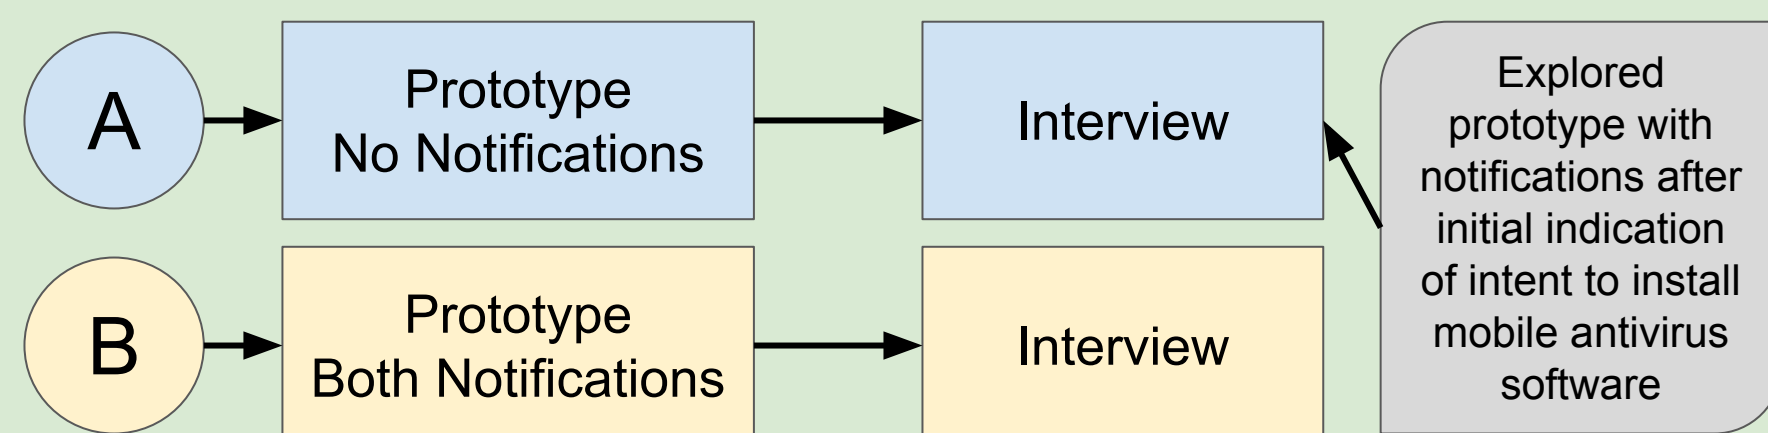 A
Prototype
No Notifications
Interview
B
Prototype
Both Notifications
Interview
Explored
prototype with
notifications after
initial indication
of intent to install
mobile antivirus
software